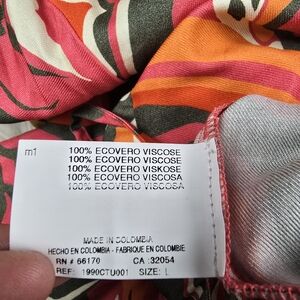 m1
100% ECOVERO VISCOSE
100% ECOVERO VISCOSE
100% ECOVERO VISKOSE
100% ECOVERO VISCOSA
100% ECOVERO VISCOSA
MADE IN COLOMBIA
HECHO EN COLOMBIA - FABRIQUE EN COLOMBIE
RN # 66170 CA :32054
REF: 1990CTU001 SIZE: L